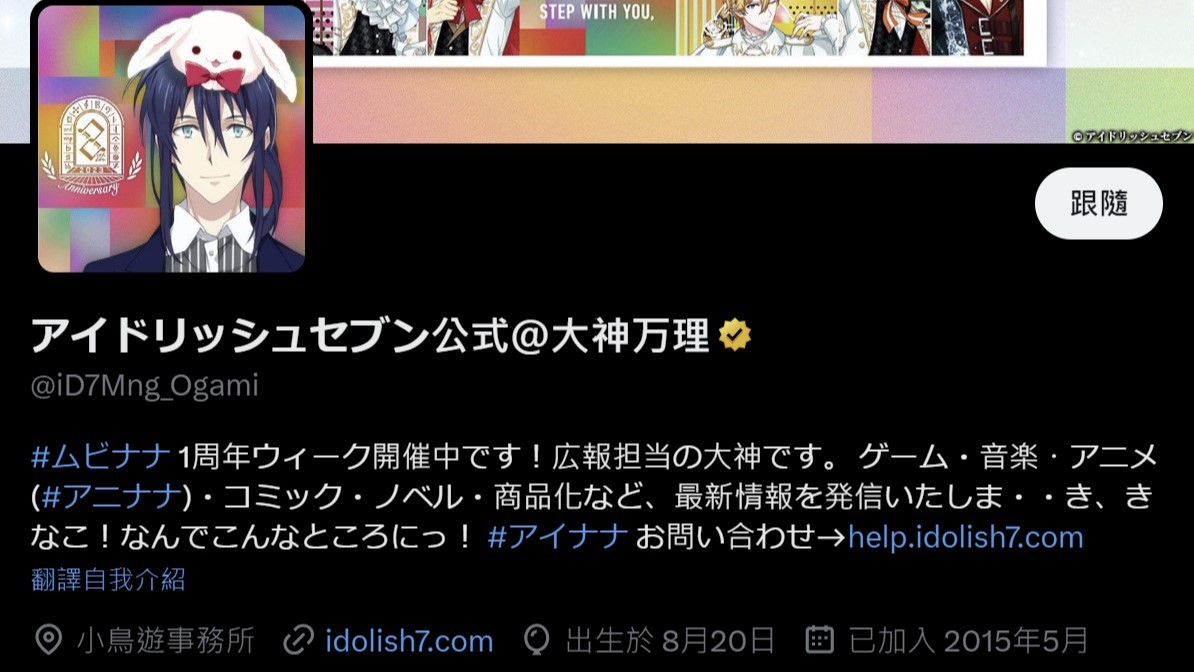 STEP WITH YOU,
©アイドリッシュセブン
8th
2023
Anniversary
跟隨
アイドリッシュセブン公式@大神万理
@iD7Mng_Ogami
#ムビナナ 1周年ウィーク開催中です！広報担当の大神です。 ゲーム・音楽・アニメ
(#アニナナ)・コミック・ノベル・商品化など、最新情報を発信いたしま・・き、き
なこ！なんでこんなところにっ！ #アイナナ お問い合わせ→help.idolish7.com
翻譯自我介紹
小鳥遊事務所 idolish7.com 出生於 8月20日 已加入 2015年5月